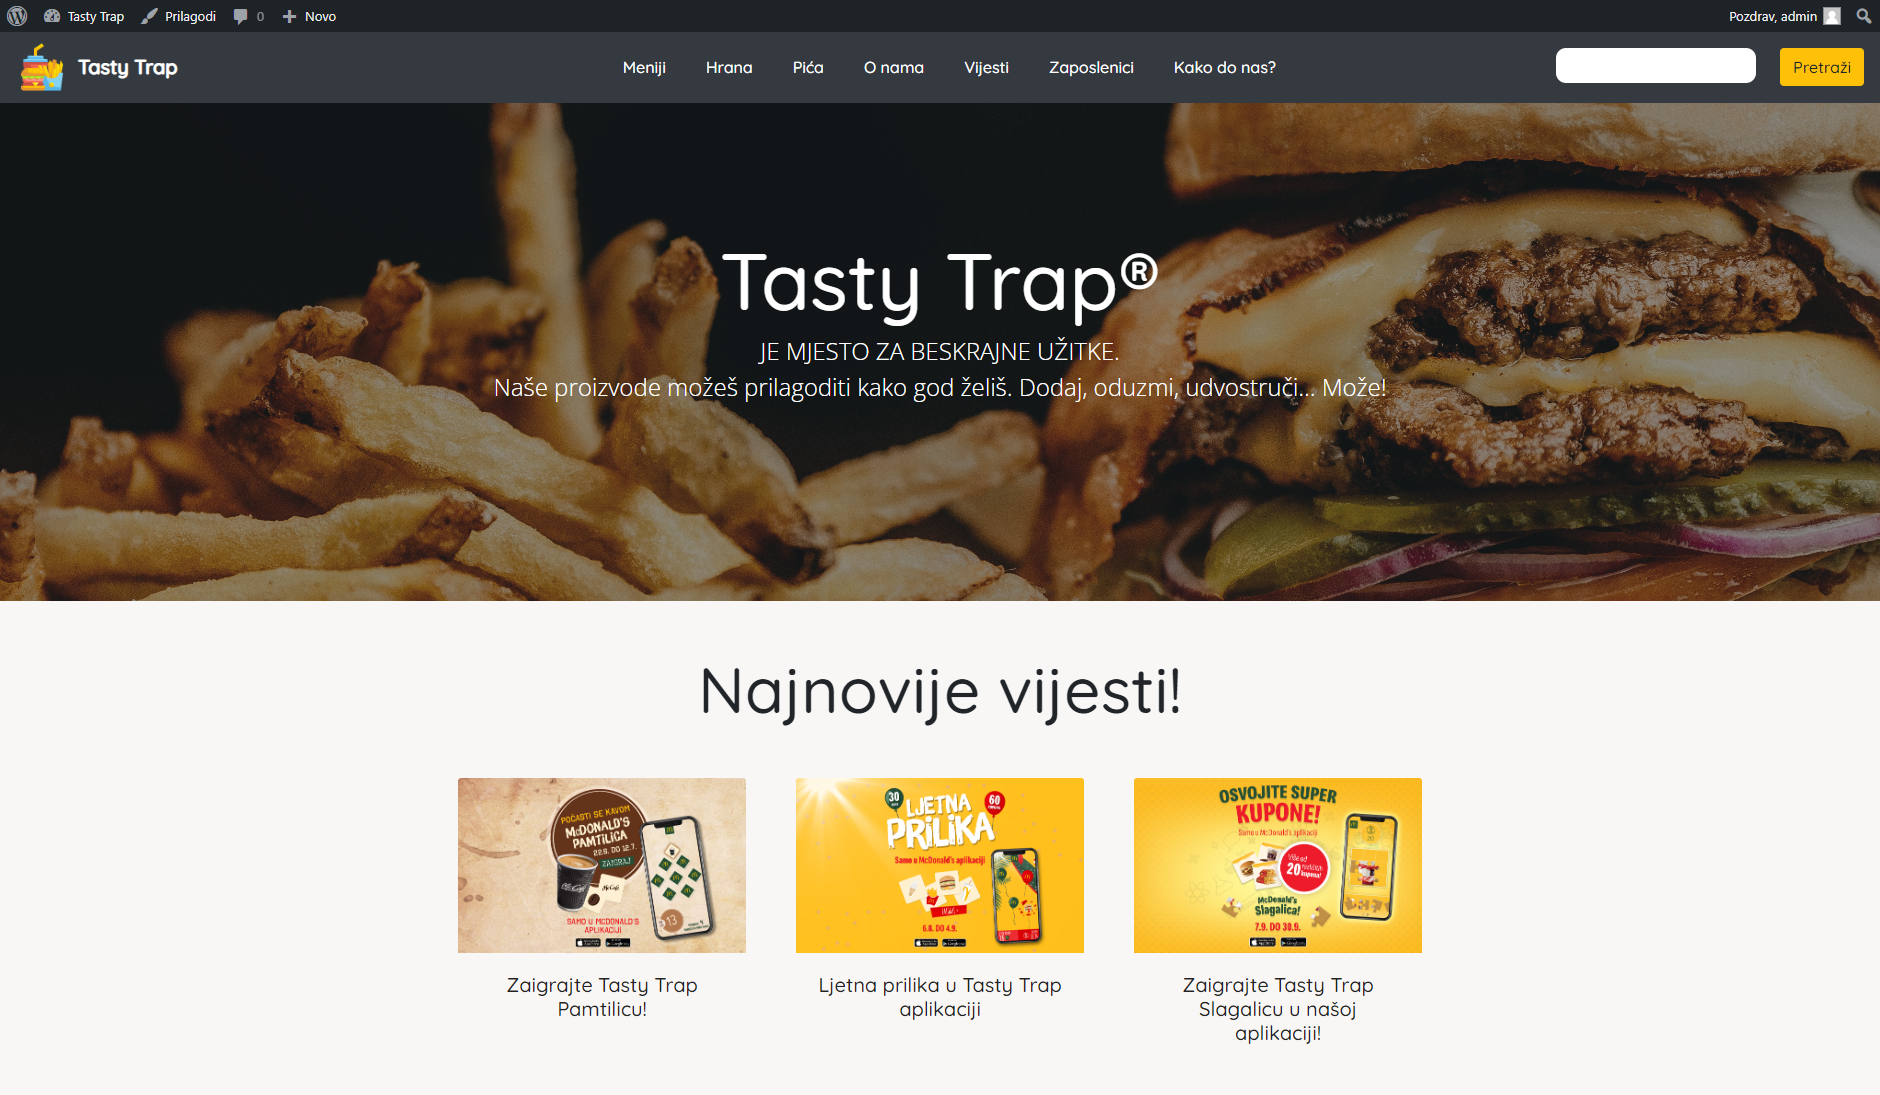 Tasty Trap
Prilagodi
0
Novo
Pozdrav, admin
Tasty Trap
Meniji
Hrana
Pića
O nama
Vijesti
Zaposlenici
Kako do nas?
Pretraži
Tasty Trap®
JE MJESTO ZA BESKRAJNE UŽITKE.
Naše proizvode možeš prilagoditi kako god želiš. Dodaj, oduzmi, udvostruči... Može!
Najnovije vijesti!
POČASTI SE KAVOM
McDONALD'S
PAMTILICA
22.6. DO 12.7.
ZAIGRAJ
McCafé
SAMO U McDONALD'S
APLIKACIJI
Zaigrajte Tasty Trap
Pamtilicu!
30
LJETNA
60
PRILIKA
Samo u McDonald's aplikaciji
6.8. DO 4.9.
Ljetna prilika u Tasty Trap
aplikaciji
OSVOJITE SUPER
KUPONE!
Samo u McDonald's aplikaciji
Više od
20
kupona!
McDonald's
Slagalica!
7.9. DO 30.9.
Zaigrajte Tasty Trap
Slagalicu u našoj
aplikaciji!